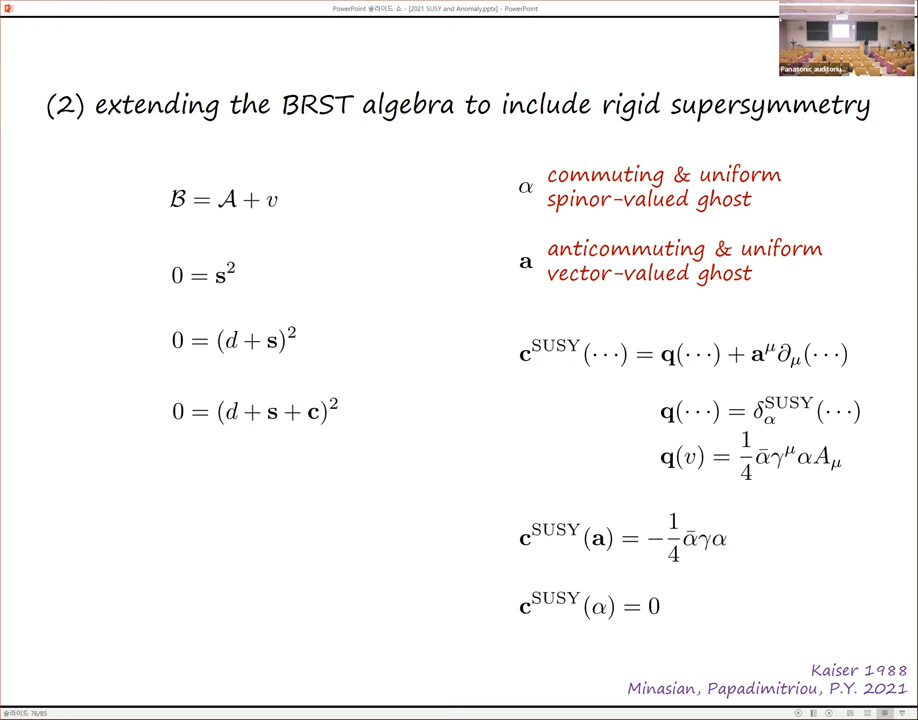 PowerPoint 슬라이드 쇼 - [2021 SUSY and Anomaly.pptx] - PowerPoint
Panasonic auditoriu...
(2) extending the BRST algebra to include rigid supersymmetry
ℬ = 𝒜 + v
0 = 𝐬²
0 = (d + 𝐬)²
0 = (d + 𝐬 + 𝐜)²
α commuting & uniform
spinor-valued ghost
𝐚 anticommuting & uniform
vector-valued ghost
𝐜^SUSY(⋯) = 𝐪(⋯) + 𝐚^μ ∂_μ(⋯)
𝐪(⋯) = δ_α^SUSY(⋯)
𝐪(v) = 1/4 ᾱγ^μ αA_μ
𝐜^SUSY(𝐚) = −1/4 ᾱγα
𝐜^SUSY(α) = 0
Kaiser 1988
Minasian, Papadimitriou, P.Y. 2021
슬라이드 76/85